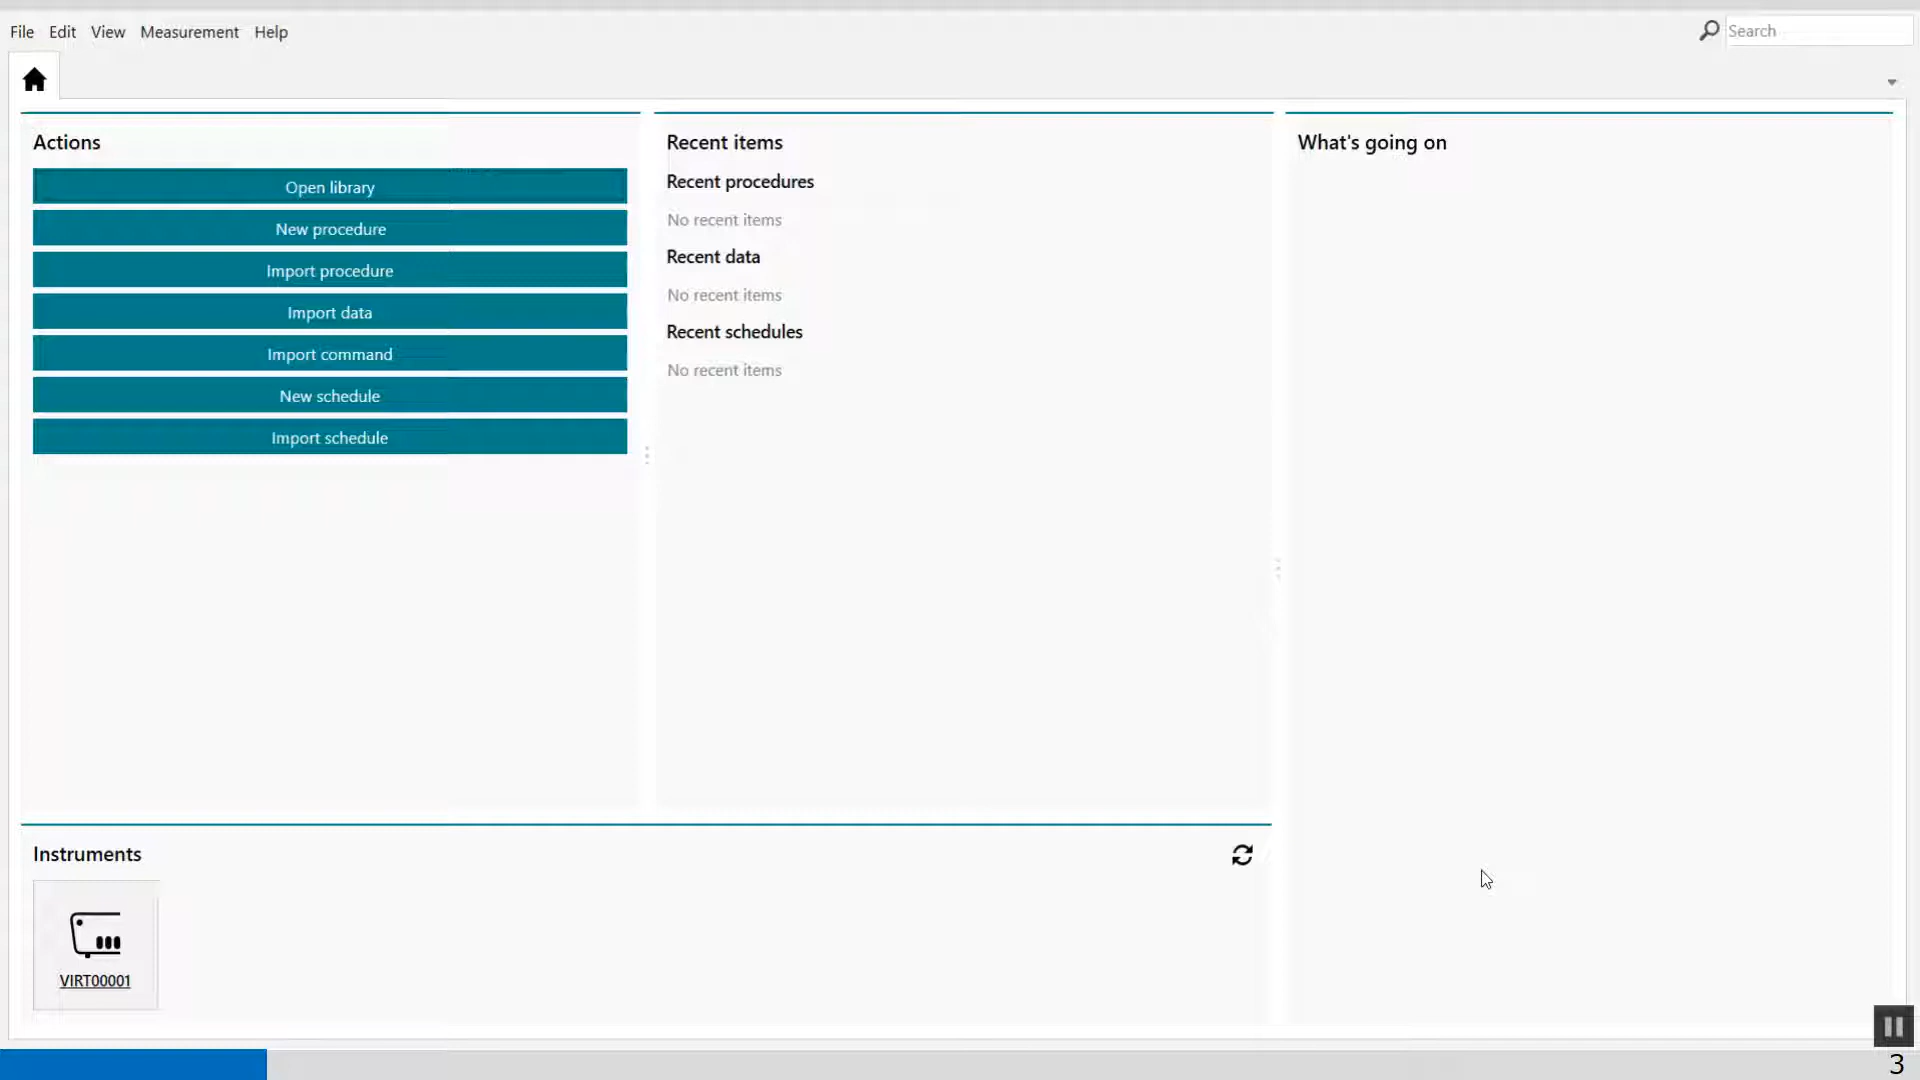 File Edit View Measurement Help
Search
Actions
Open library
New procedure
Import procedure
Import data
Import command
New schedule
Import schedule
Recent items
Recent procedures
No recent items
Recent data
No recent items
Recent schedules
No recent items
What's going on
Instruments
VIRT00001
3